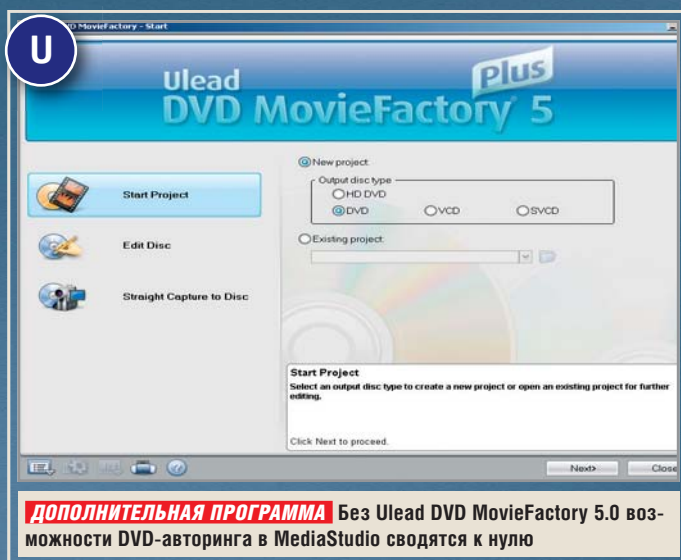 DVD MovieFactory - Start
U
Ulead
DVD MovieFactory 5
Plus
New project
Output disc type
HD DVD
DVD VCD SVCD
Existing project
Start Project
Edit Disc
Straight Capture to Disc
Start Project
Select an output disc type to create a new project or open an existing project for further
editing.
Click Next to proceed.
Next> Close
ДОПОЛНИТЕЛЬНАЯ ПРОГРАММА Без Ulead DVD MovieFactory 5.0 воз-
можности DVD-авторинга в MediaStudio сводятся к нулю